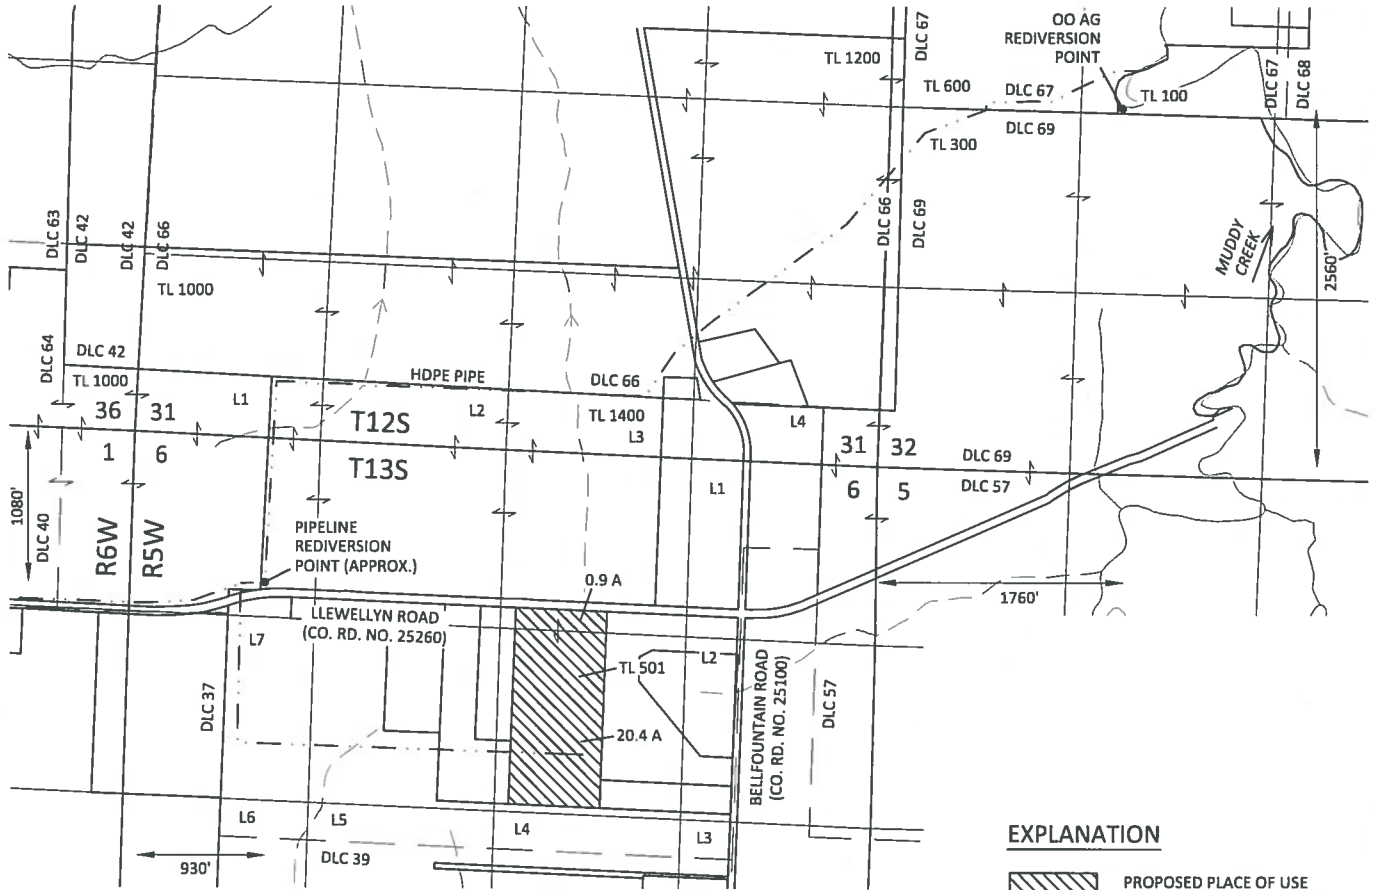 DLC 67
OO AG
REDIVERSION
POINT
TL 1200
TL 600
DLC 67
TL 100
DLC 67
DLC 68
DLC 69
TL 300
DLC 63
DLC 42
DLC 42
DLC 66
DLC 66
DLC 69
MUDDY
CREEK
2560'
TL 1000
DLC 64
DLC 42
TL 1000
HDPE PIPE
DLC 66
36
31
L1
T12S
L2
TL 1400
L3
L4
31
32
DLC 69
1
6
T13S
L1
6
5
DLC 57
1080'
DLC 40
R6W
R5W
PIPELINE
REDIVERSION
POINT (APPROX.)
0.9 A
1760'
LLEWELLYN ROAD
(CO. RD. NO. 25260)
L7
TL 501
L2
BELLFOUNTAIN ROAD
(CO. RD. NO. 25100)
DLC 37
DLC 57
20.4 A
L6
L5
L4
L3
DLC 39
930'
EXPLANATION
PROPOSED PLACE OF USE